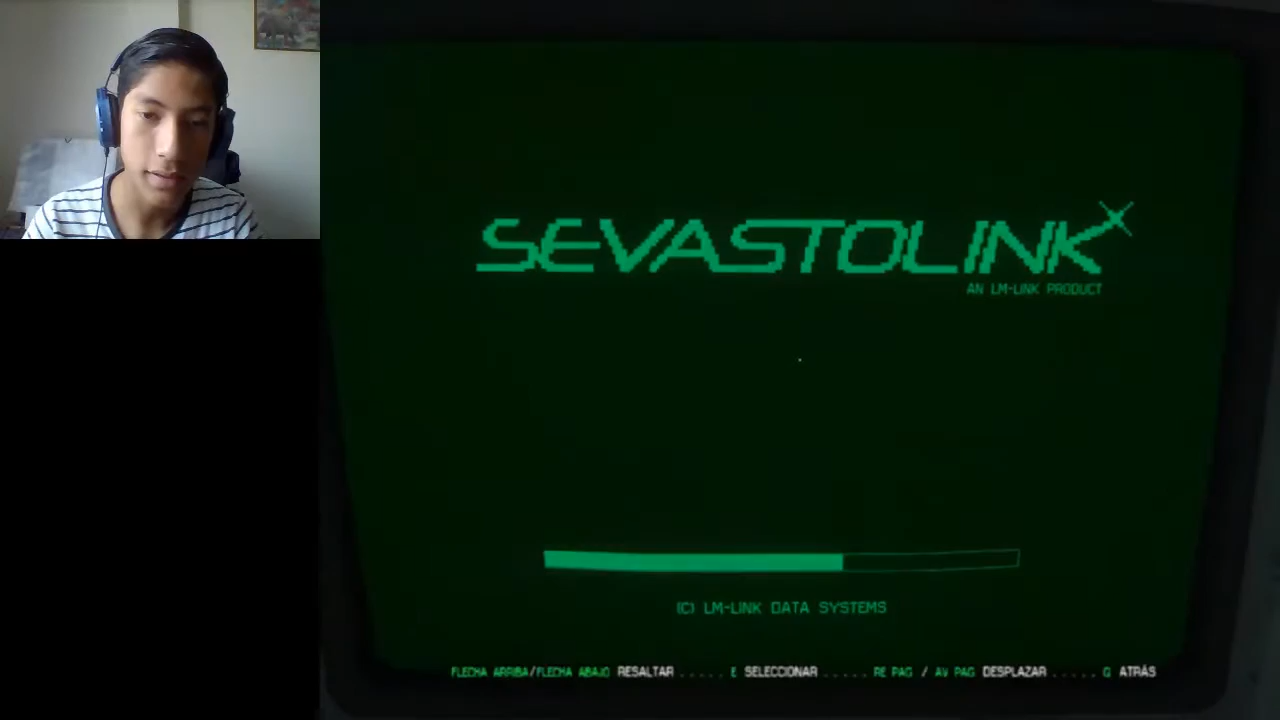 SEVASTOLINK
AN LM-LINK PRODUCT
(C) LM-LINK DATA SYSTEMS
FLECHA ARRIBA/FLECHA ABAJO RESALTAR ..... E SELECCIONAR ..... RE PAG / AV PAG DESPLAZAR ..... Q ATRÁS